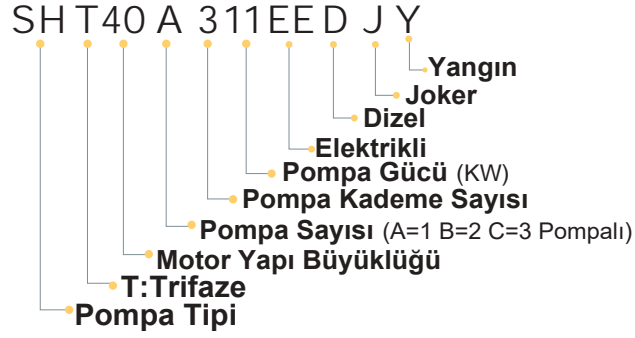 SH T40 A 311EE D J Y
Yangın
Joker
Dizel
Elektrikli
Pompa Gücü (KW)
Pompa Kademe Sayısı
Pompa Sayısı (A=1 B=2 C=3 Pompalı)
Motor Yapı Büyüklüğü
T:Trifaze
Pompa Tipi